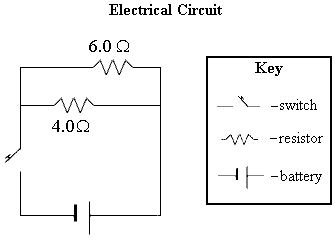 Electrical Circuit
6.0 Ω
4.0Ω
Key
–switch
–resistor
–battery